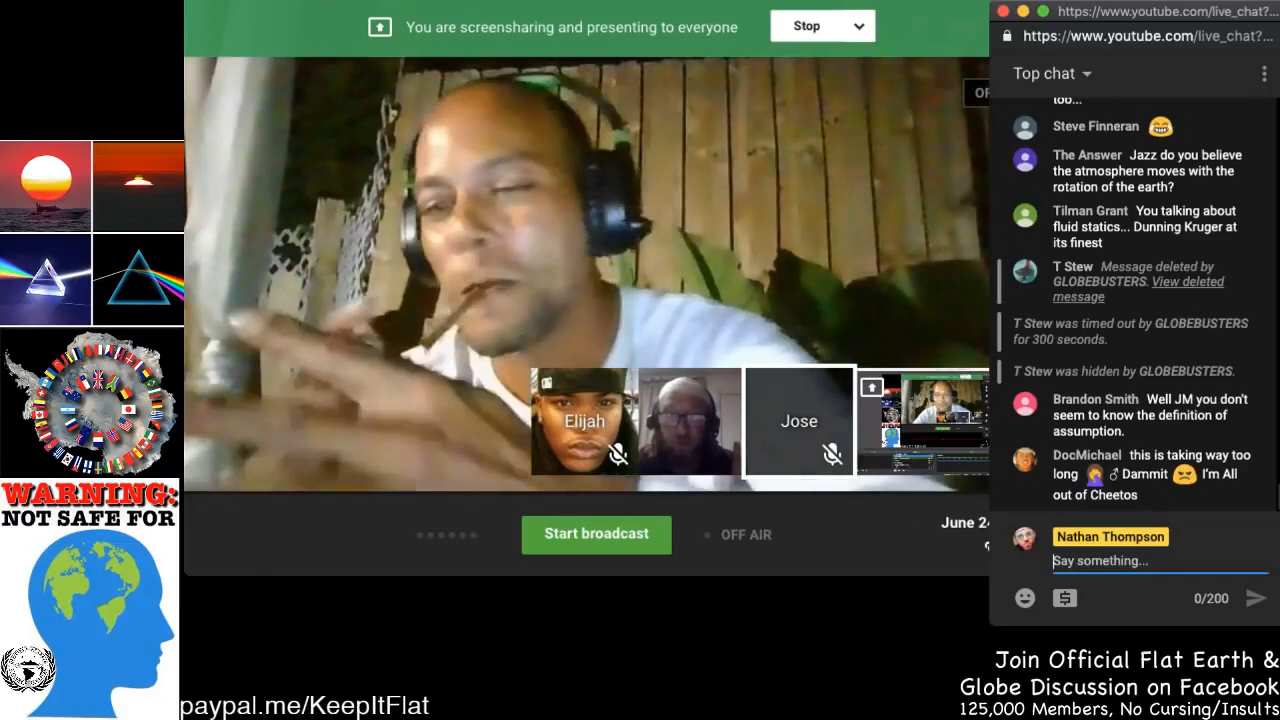 You are screensharing and presenting to everyone
Stop
Elijah
Jose
Start broadcast
OFF AIR
June 24
https://www.youtube.com/live_chat?...
https://www.youtube.com/live_chat?...
Top chat
too...
Steve Finneran
The Answer Jazz do you believe
the atmosphere moves with the
rotation of the earth?
Tilman Grant You talking about
fluid statics... Dunning Kruger at
its finest
T Stew Message deleted by
GLOBEBUSTERS. View deleted
message
T Stew was timed out by GLOBEBUSTERS
for 300 seconds.
T Stew was hidden by GLOBEBUSTERS.
Brandon Smith Well JM you don't
seem to know the definition of
assumption.
DocMichael this is taking way too
long 🤦♂ Dammit 😠 I'm All
out of Cheetos
Nathan Thompson
Say something...
0/200
WARNING:
NOT SAFE FOR
paypal.me/KeepItFlat
Join Official Flat Earth &
Globe Discussion on Facebook
125,000 Members, No Cursing/Insults